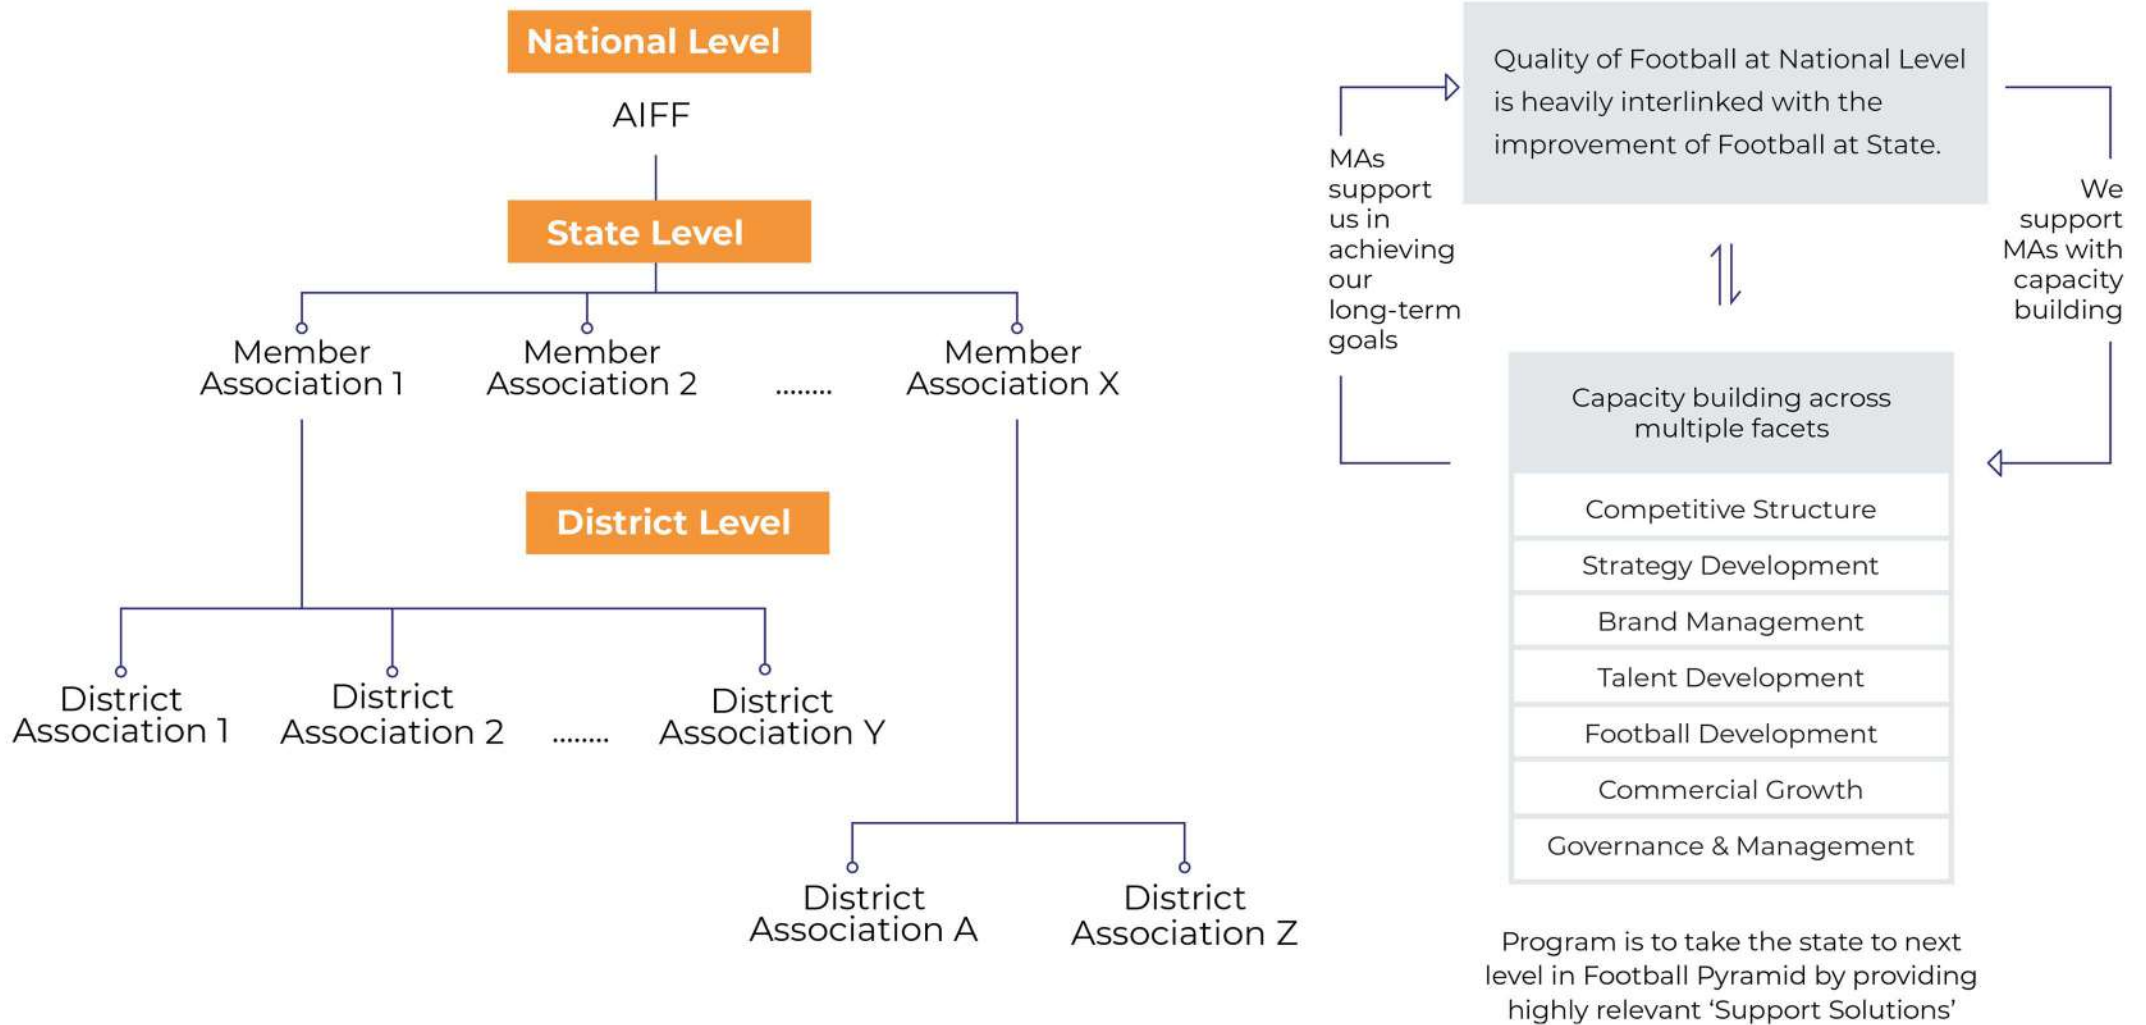 National Level
AIFF
State Level
Member
Association 1
Member
Association 2
........
Member
Association X
District Level
District
Association 1
District
Association 2
........
District
Association Y
District
Association A
District
Association Z
Quality of Football at National Level
is heavily interlinked with the
improvement of Football at State.
MAs
support
us in
achieving
our
long-term
goals
We
support
MAs with
capacity
building
Capacity building across
multiple facets
Competitive Structure
Strategy Development
Brand Management
Talent Development
Football Development
Commercial Growth
Governance & Management
Program is to take the state to next
level in Football Pyramid by providing
highly relevant ‘Support Solutions’